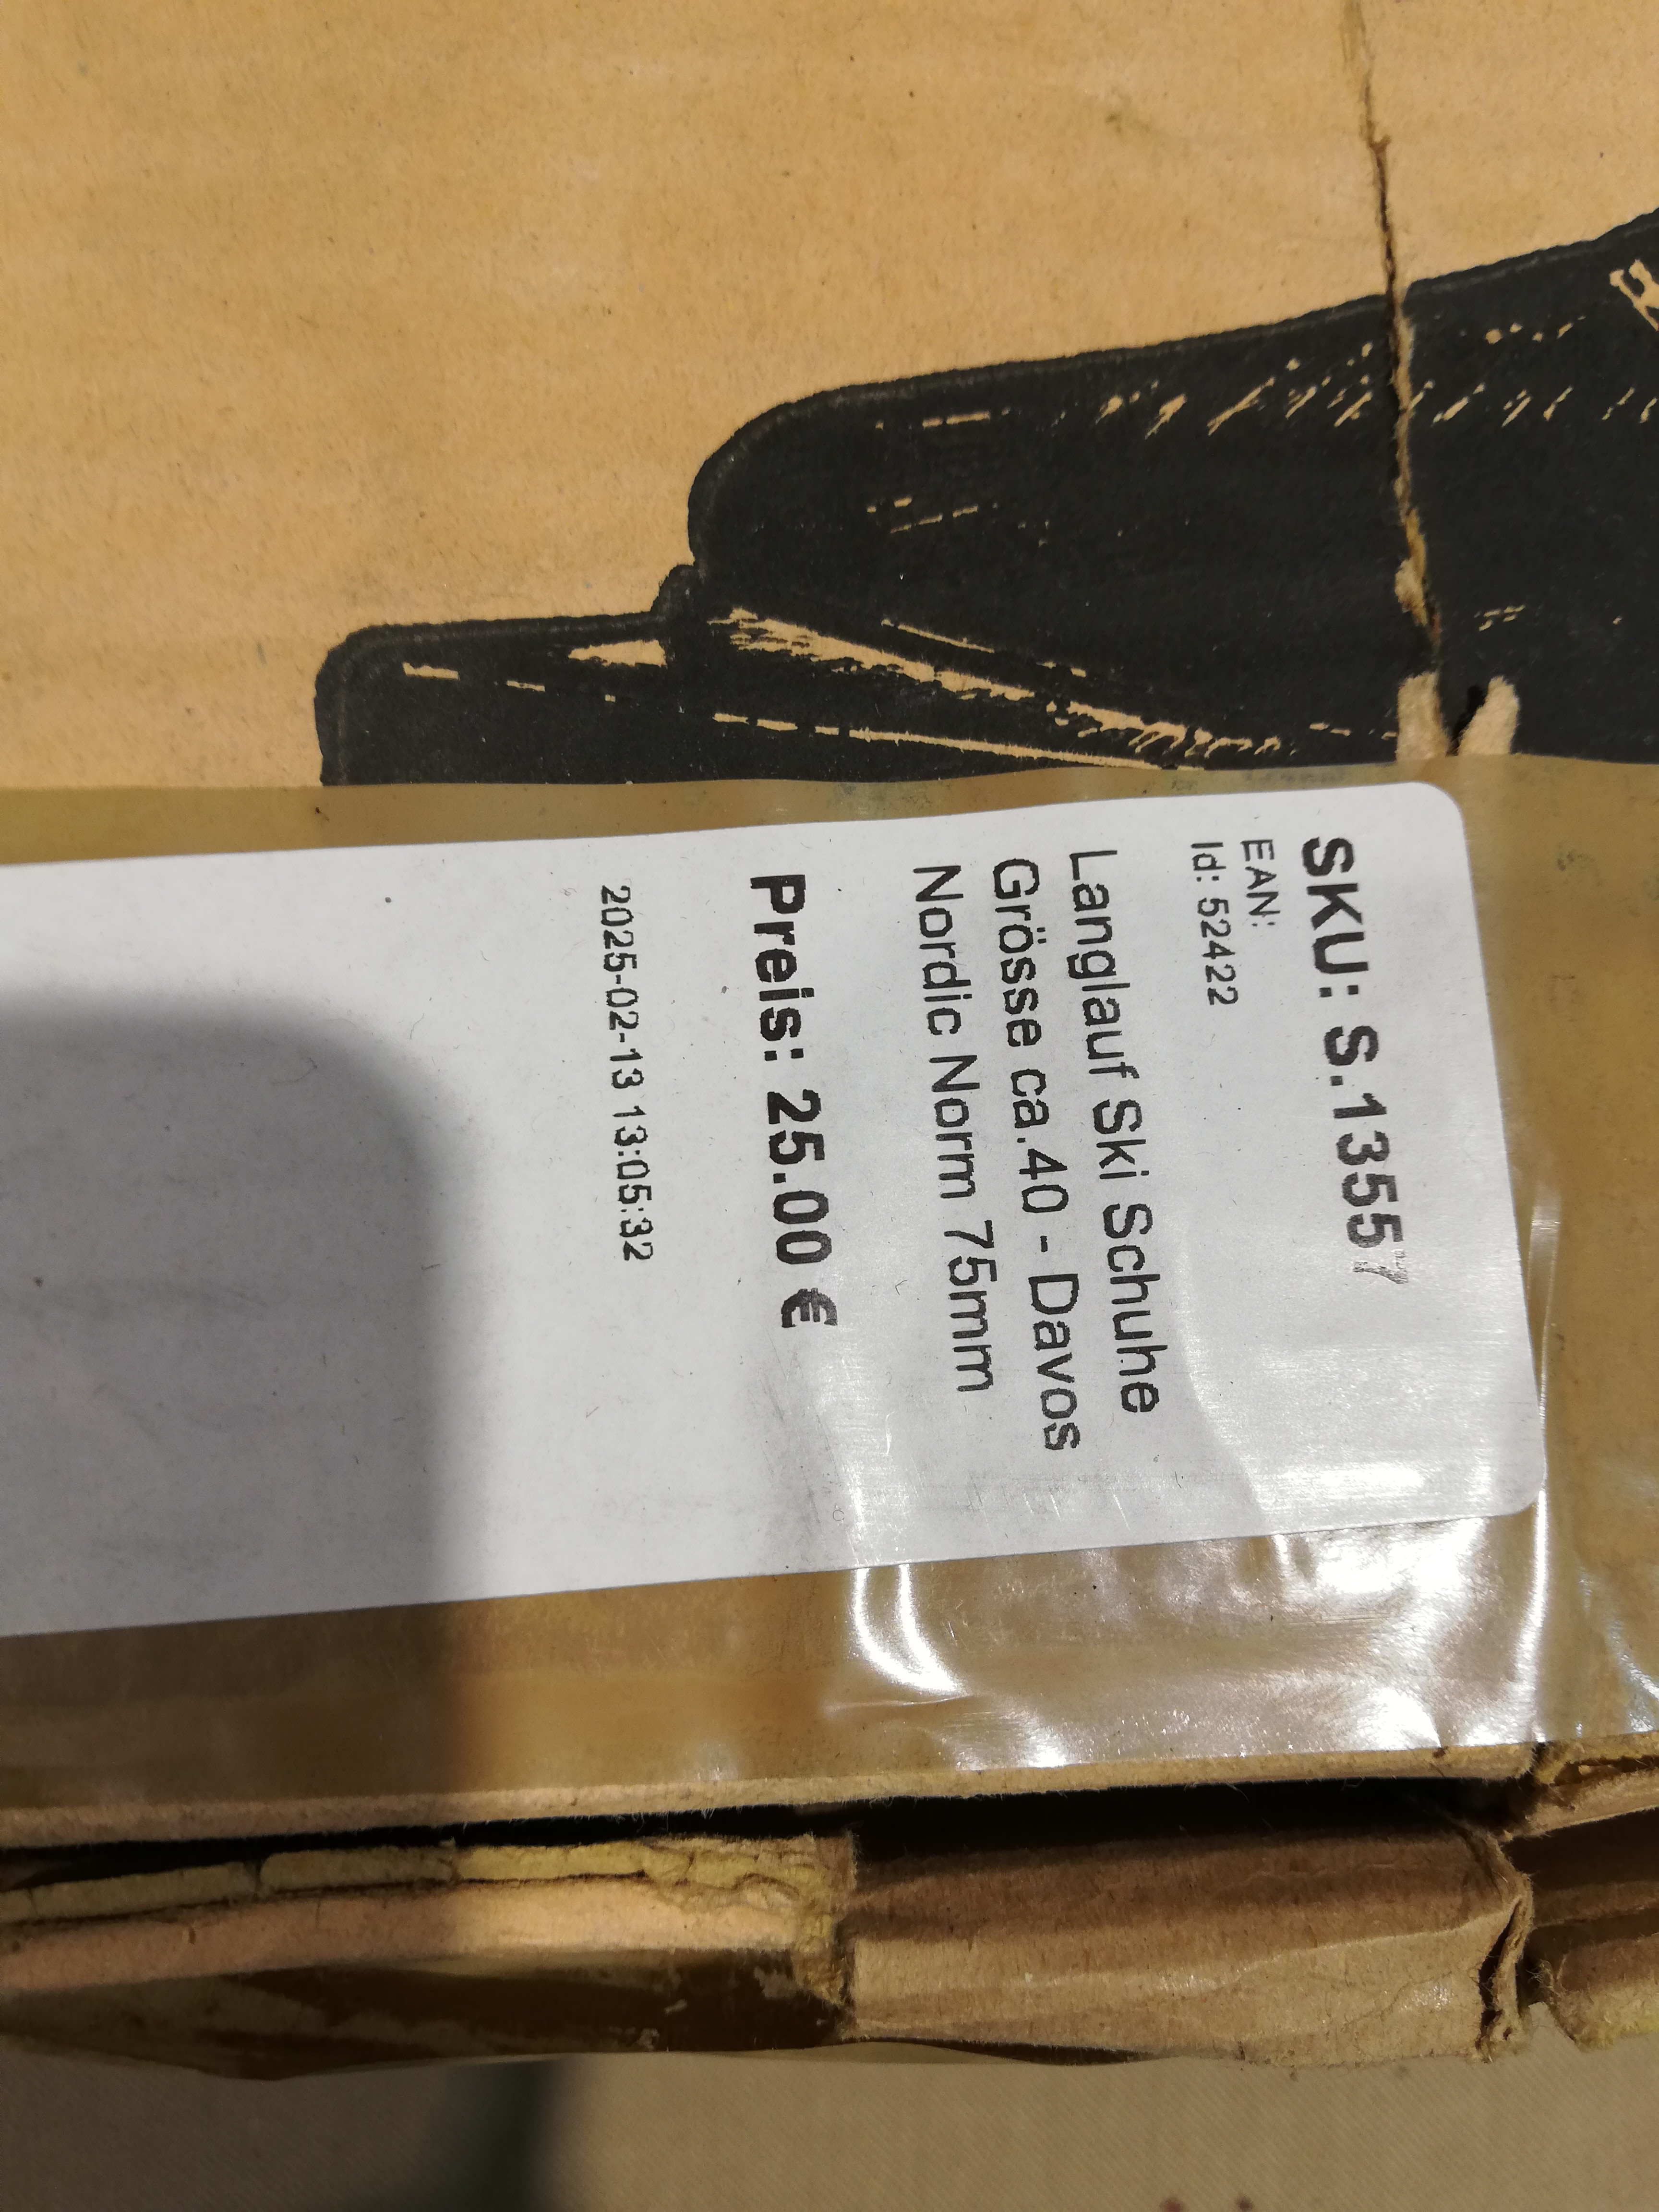 SKU: S.13557
EAN:
Id: 52422
Langlauf Ski Schuhe
Grösse ca.40 - Davos
Nordic Norm 75mm
Preis: 25.00 €
2025-02-13 13:05:32